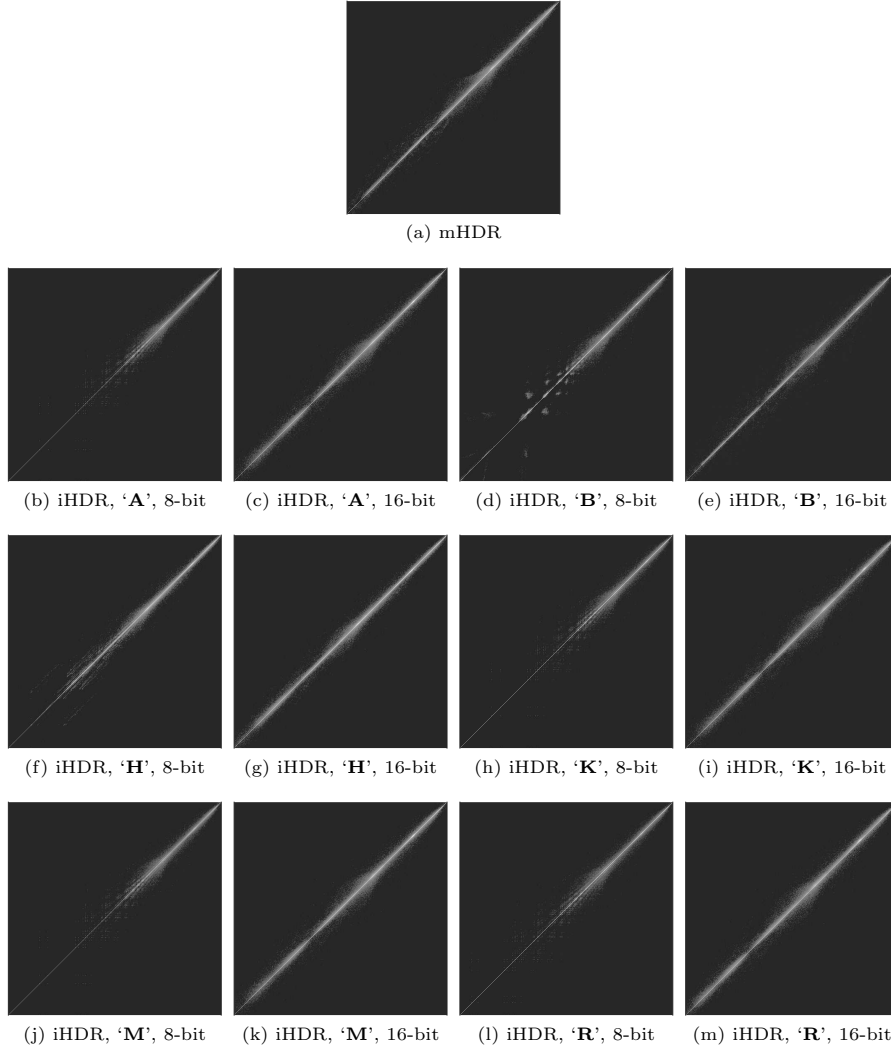 (a) mHDR
(b) iHDR, ‘A’, 8-bit
(c) iHDR, ‘A’, 16-bit
(d) iHDR, ‘B’, 8-bit
(e) iHDR, ‘B’, 16-bit
(f) iHDR, ‘H’, 8-bit
(g) iHDR, ‘H’, 16-bit
(h) iHDR, ‘K’, 8-bit
(i) iHDR, ‘K’, 16-bit
(j) iHDR, ‘M’, 8-bit
(k) iHDR, ‘M’, 16-bit
(l) iHDR, ‘R’, 8-bit
(m) iHDR, ‘R’, 16-bit